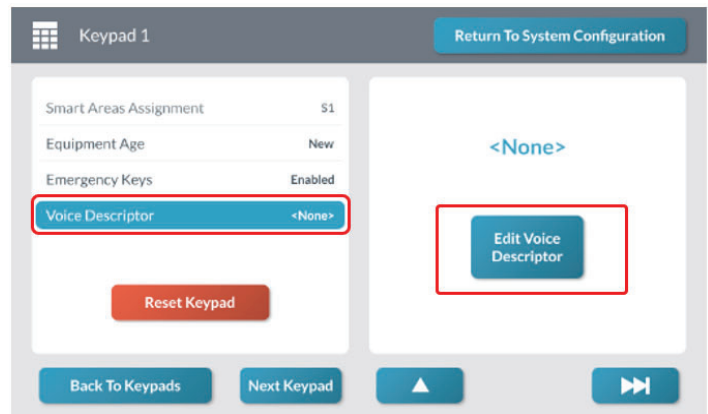 Keypad 1
Return To System Configuration
Smart Areas Assignment S1
Equipment Age New
Emergency Keys Enabled
Voice Descriptor <None>
Reset Keypad
<None>
Edit Voice
Descriptor
Back To Keypads
Next Keypad